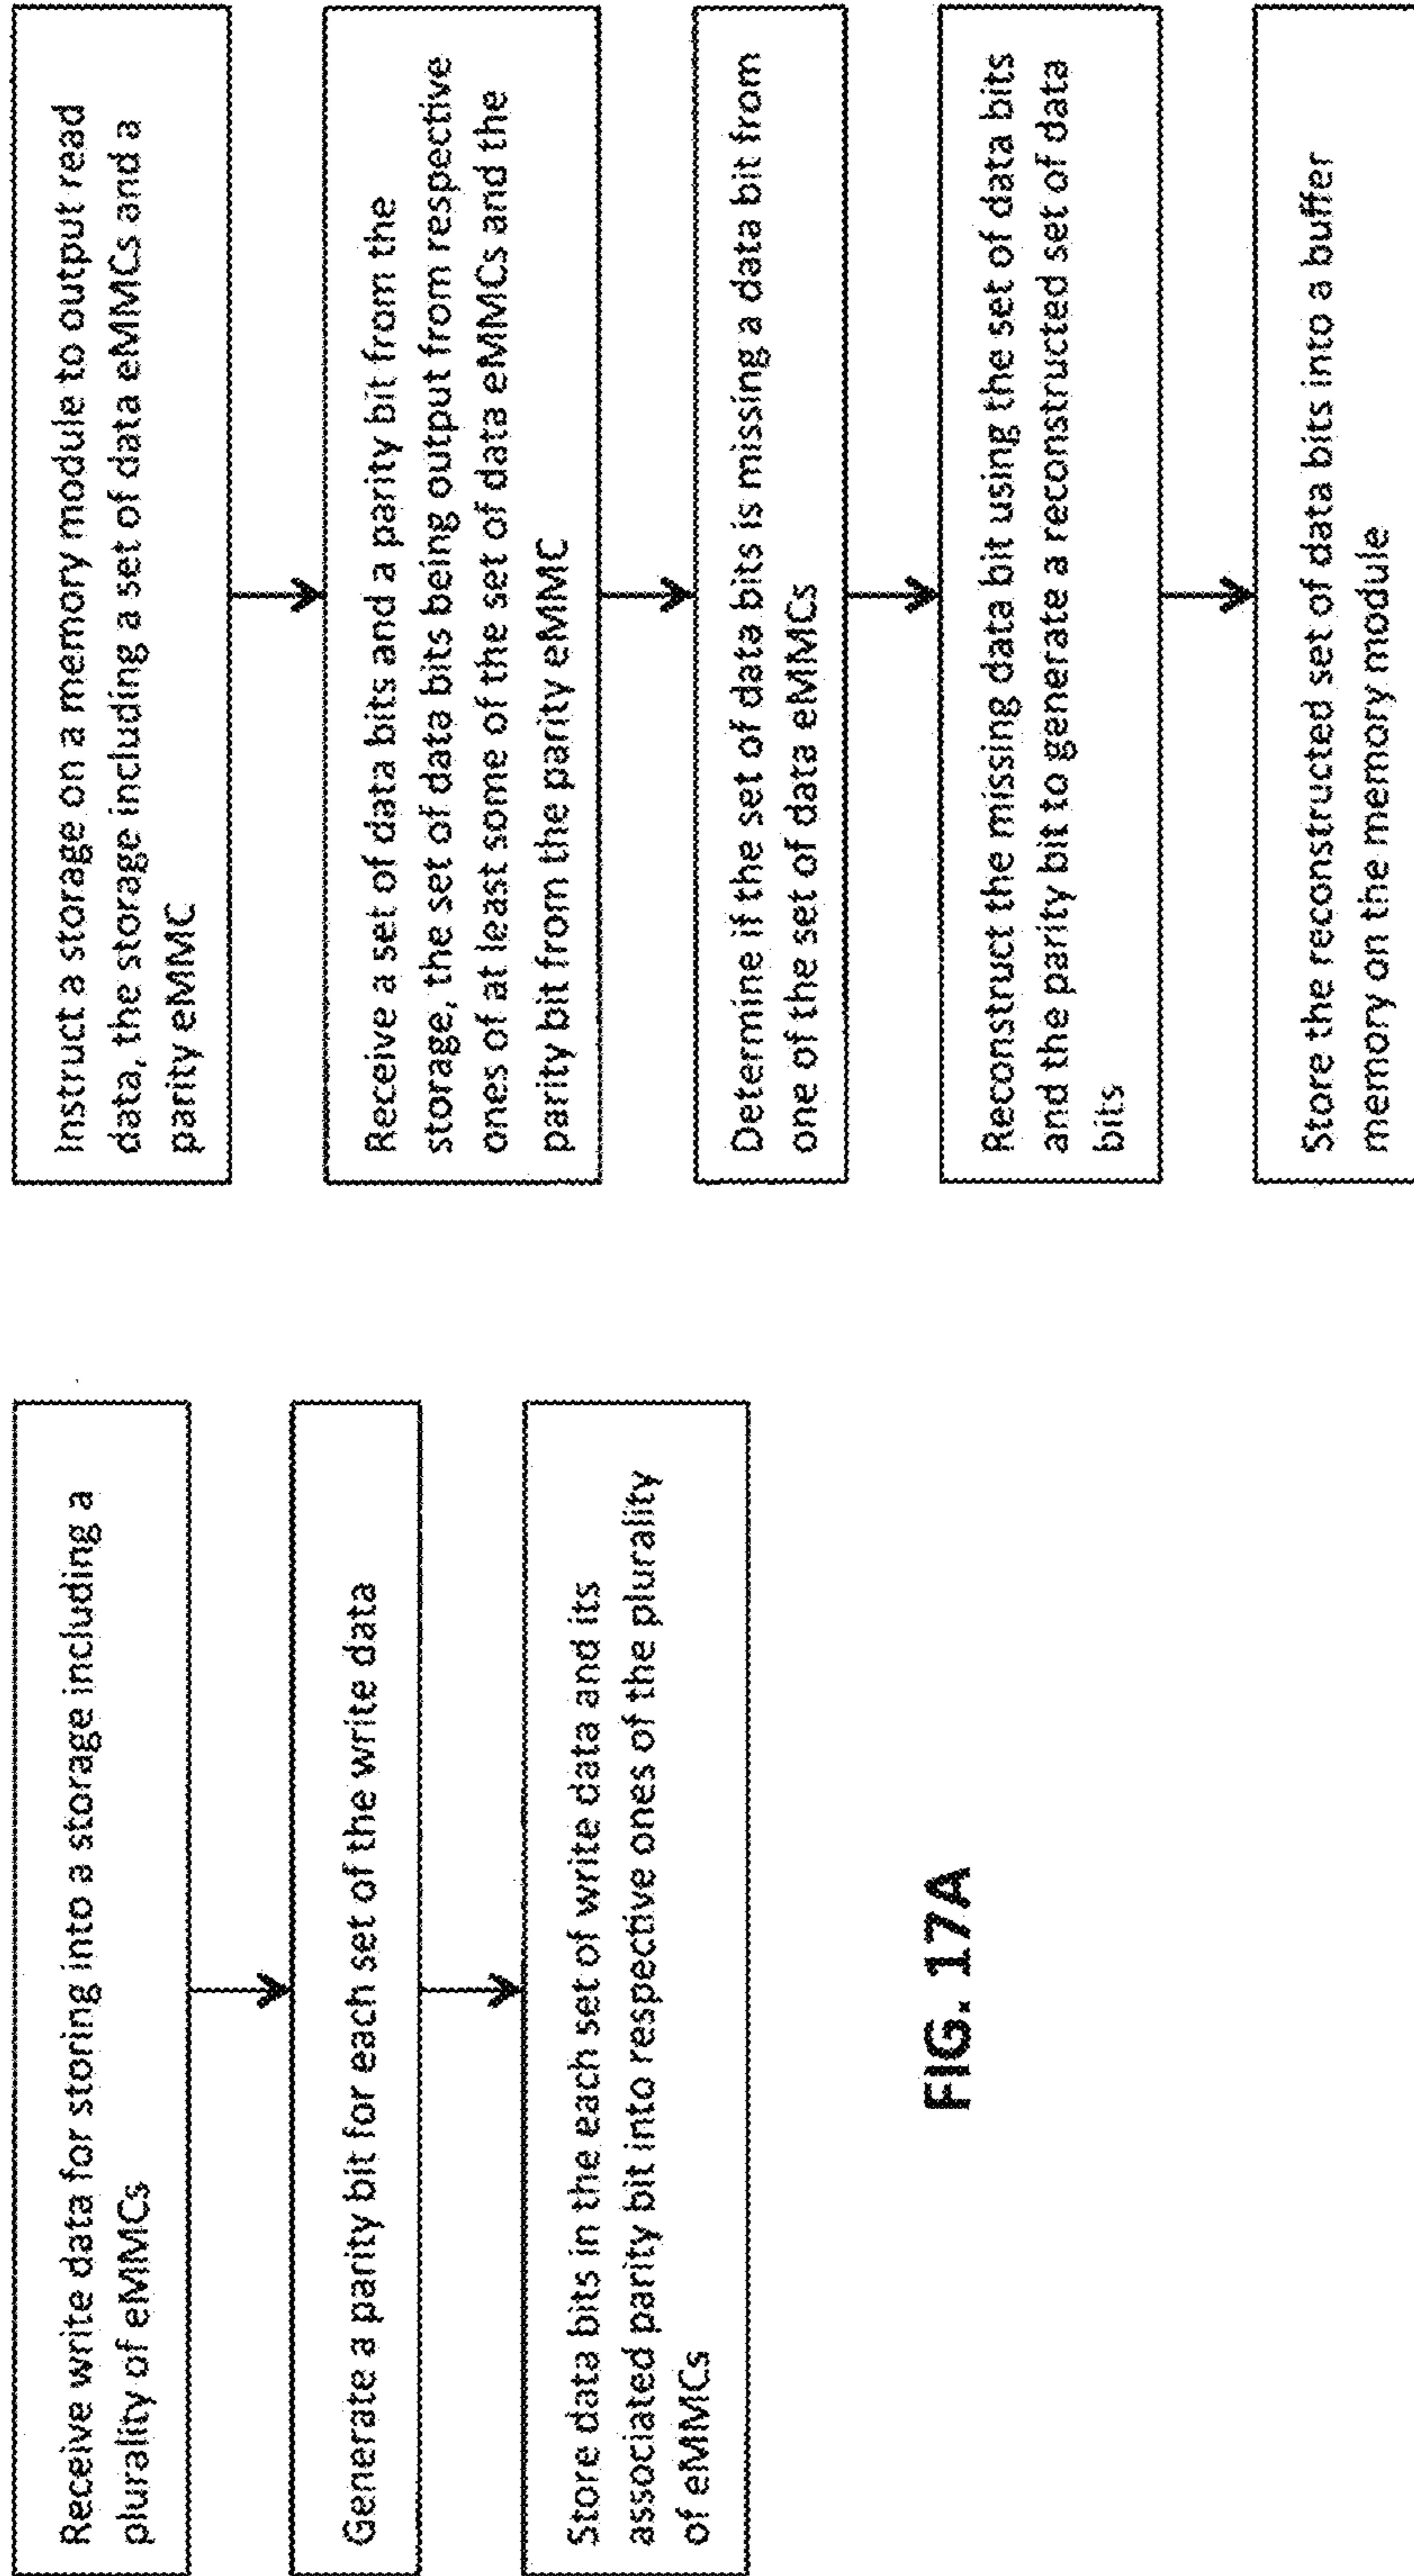 Receive write data for storing into a storage including a
plurality of eMMCs
Generate a parity bit for each set of the write data
Store data bits in the each set of write data and its
associated parity bit into respective ones of the plurality
of eMMCs
FIG. 17A
Instruct a storage on a memory module to output read
data, the storage including a set of data eMMCs and a
parity eMMC
Receive a set of data bits and a parity bit from the
storage, the set of data bits being output from respective
ones of at least some of the set of data eMMCs and the
parity bit from the parity eMMC
Determine if the set of data bits is missing a data bit from
one of the set of data eMMCs
Reconstruct the missing data bit using the set of data bits
and the parity bit to generate a reconstructed set of data
bits
Store the reconstructed set of data bits into a buffer
memory on the memory module